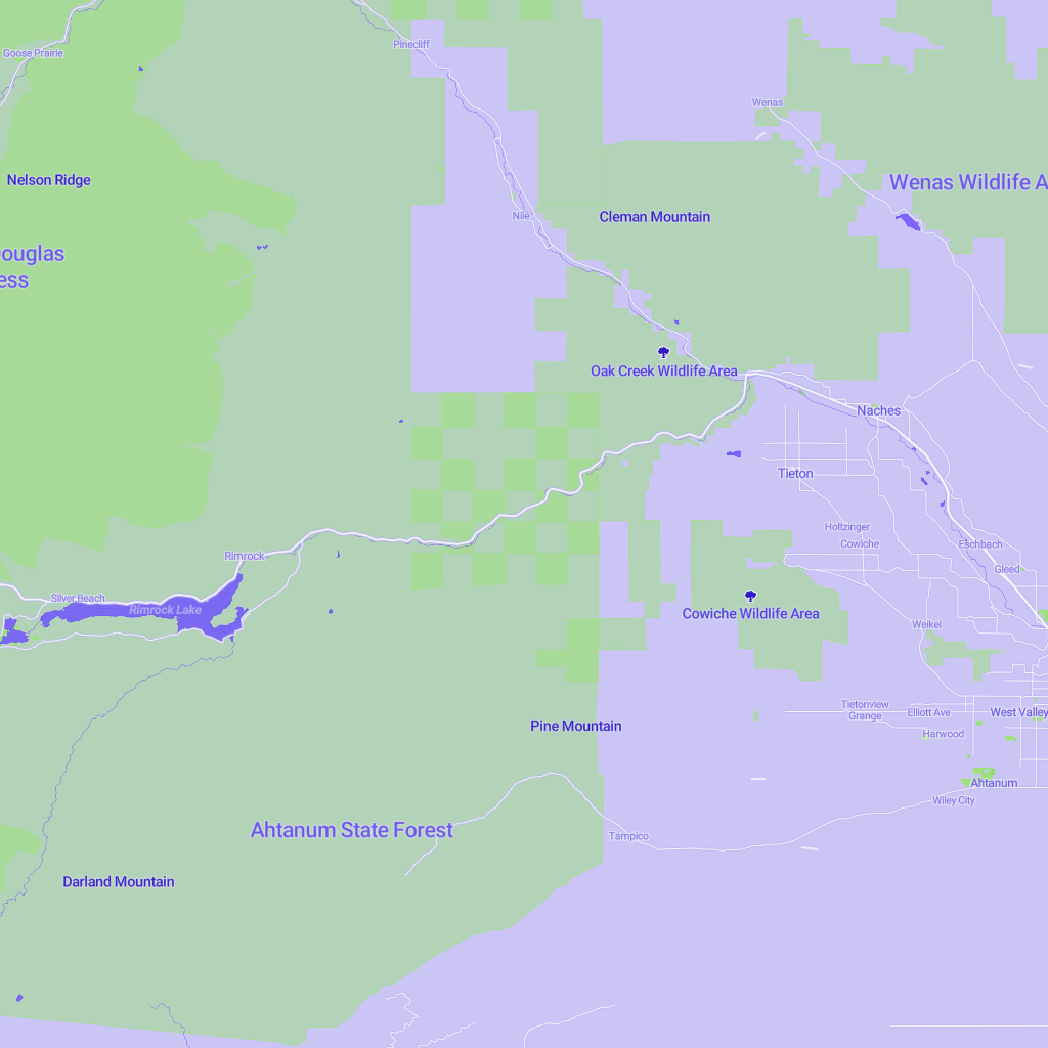 Pinecliff
Goose Prairie
Wenas
Nelson Ridge
Wenas Wildlife A
Nile
Cleman Mountain
ouglas
ess
Oak Creek Wildlife Area
Naches
Tieton
Holtzinger
Cowiche
Eschbach
Rimrock
Gleed
Silver Beach
Rimrock Lake
Cowiche Wildlife Area
Weikel
Tietonview
Grange
Elliott Ave
West Valley
Pine Mountain
Harwood
Ahtanum
Wiley City
Ahtanum State Forest
Tampico
Darland Mountain